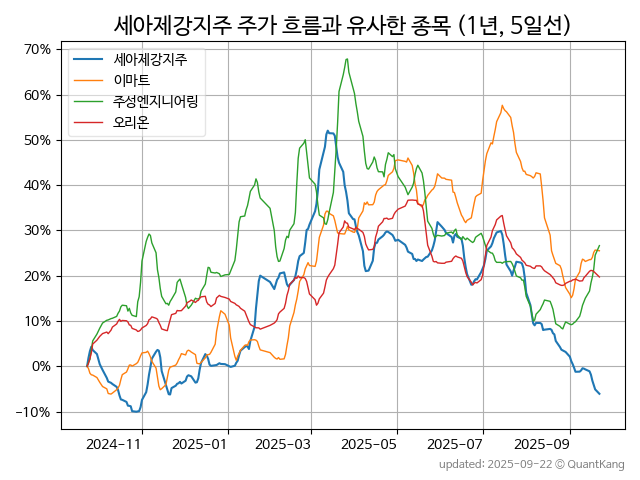 세아제강지주 주가 흐름과 유사한 종목 (1년, 5일선)
70%
60%
50%
40%
30%
20%
10%
0%
−10%
세아제강지주
이마트
주성엔지니어링
오리온
2024-11
2025-01
2025-03
2025-05
2025-07
2025-09
updated: 2025-09-22 © QuantKang